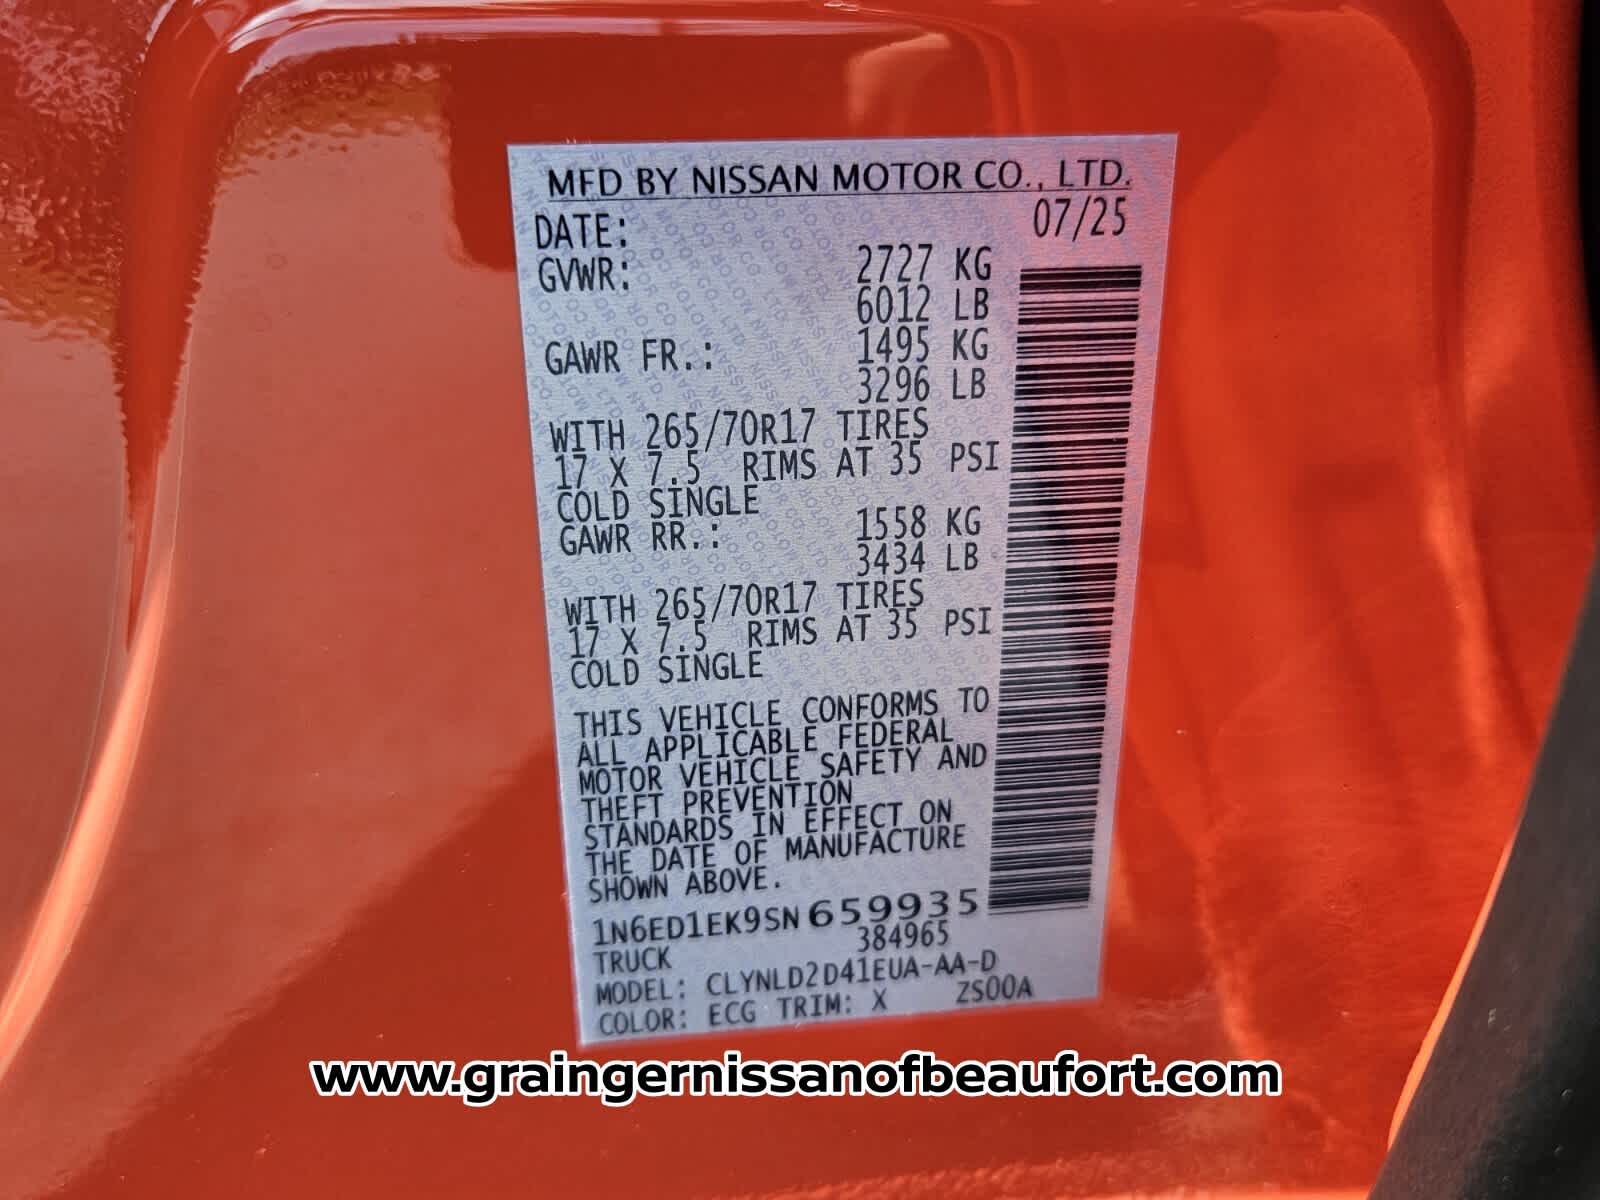 MFD BY NISSAN MOTOR CO., LTD.
DATE: 07/25
GVWR: 2727 KG
6012 LB
GAWR FR.: 1495 KG
3296 LB
WITH 265/70R17 TIRES
17 X 7.5 RIMS AT 35 PSI
COLD SINGLE
GAWR RR.: 1558 KG
3434 LB
WITH 265/70R17 TIRES
17 X 7.5 RIMS AT 35 PSI
COLD SINGLE
THIS VEHICLE CONFORMS TO
ALL APPLICABLE FEDERAL
MOTOR VEHICLE SAFETY AND
THEFT PREVENTION
STANDARDS IN EFFECT ON
THE DATE OF MANUFACTURE
SHOWN ABOVE.
1N6ED1EK9SN659935
TRUCK 384965
MODEL: CLYNLD2D41EUA-AA-D
COLOR: ECG TRIM: X ZS00A
www.graingernissanofbeaufort.com